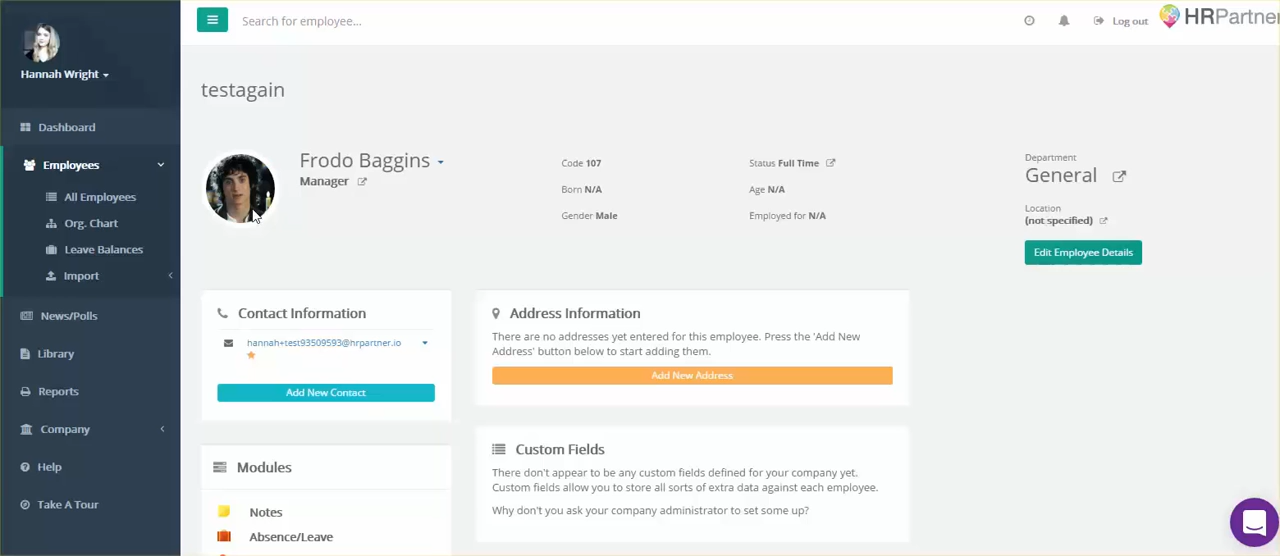 Search for employee...
Log out
HRPartner
Hannah Wright
Dashboard
Employees
All Employees
Org. Chart
Leave Balances
Import
News/Polls
Library
Reports
Company
Help
Take A Tour
testagain
Frodo Baggins
Manager
Code 107
Born N/A
Gender Male
Status Full Time
Age N/A
Employed for N/A
Department
General
Location
(not specified)
Edit Employee Details
Contact Information
hannah+test93509593@hrpartner.io
Add New Contact
Address Information
There are no addresses yet entered for this employee. Press the 'Add New
Address' button below to start adding them.
Add New Address
Modules
Notes
Absence/Leave
Custom Fields
There don't appear to be any custom fields defined for your company yet.
Custom fields allow you to store all sorts of extra data against each employee.
Why don't you ask your company administrator to set some up?